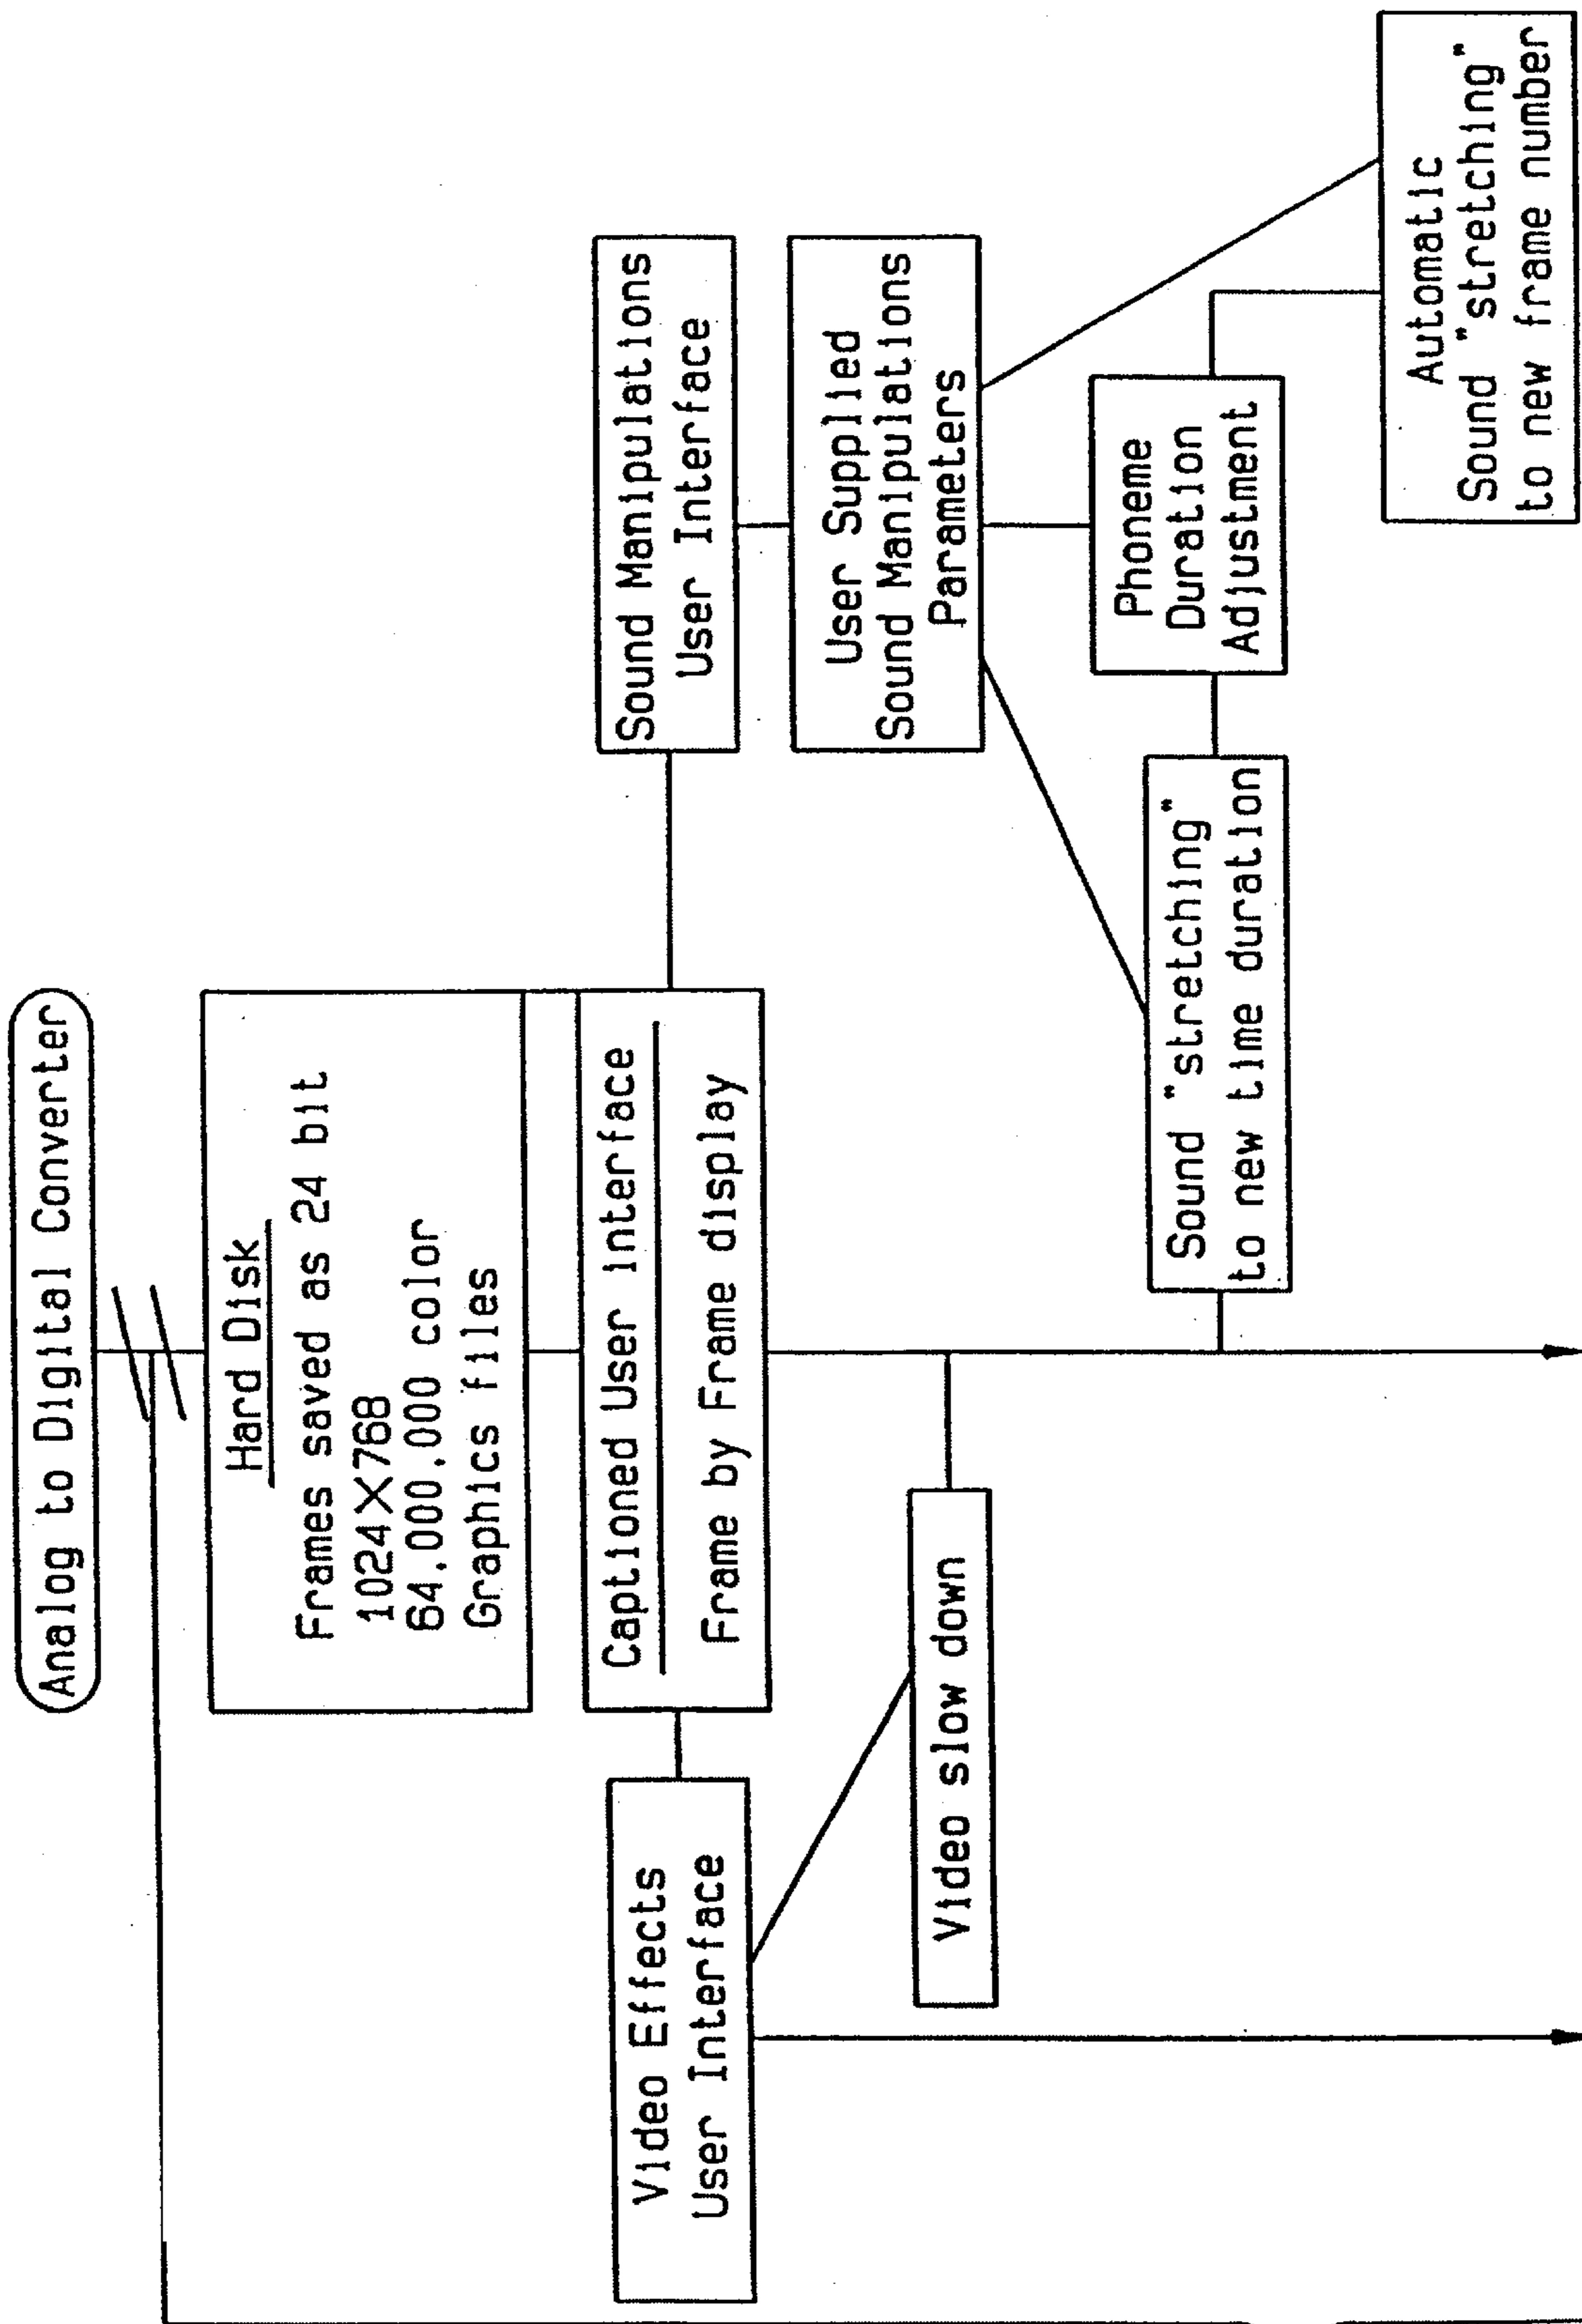 Analog to Digital Converter
Hard Disk
Frames saved as 24 bit
1024X768
64,000,000 color
Graphics files
Video Effects
User Interface
Captioned User interface
Frame by Frame display
Sound Manipulations
User Interface
User Supplied
Sound Manipulations
Parameters
Video slow down
Phoneme
Duration
Adjustment
Sound "stretching"
to new time duration
Automatic
Sound "stretching"
to new frame number